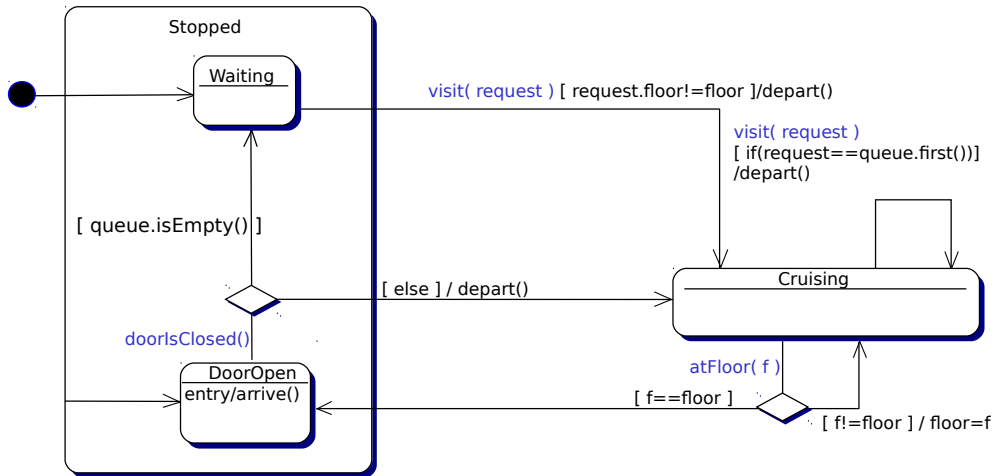 Stopped
Waiting
visit( request ) [ request.floor!=floor ]/depart()
visit( request )
[ if(request==queue.first())]
/depart()
[ queue.isEmpty() ]
Cruising
[ else ] / depart()
doorIsClosed()
atFloor( f )
DoorOpen
entry/arrive()
[ f==floor ]
[ f!=floor ] / floor=f